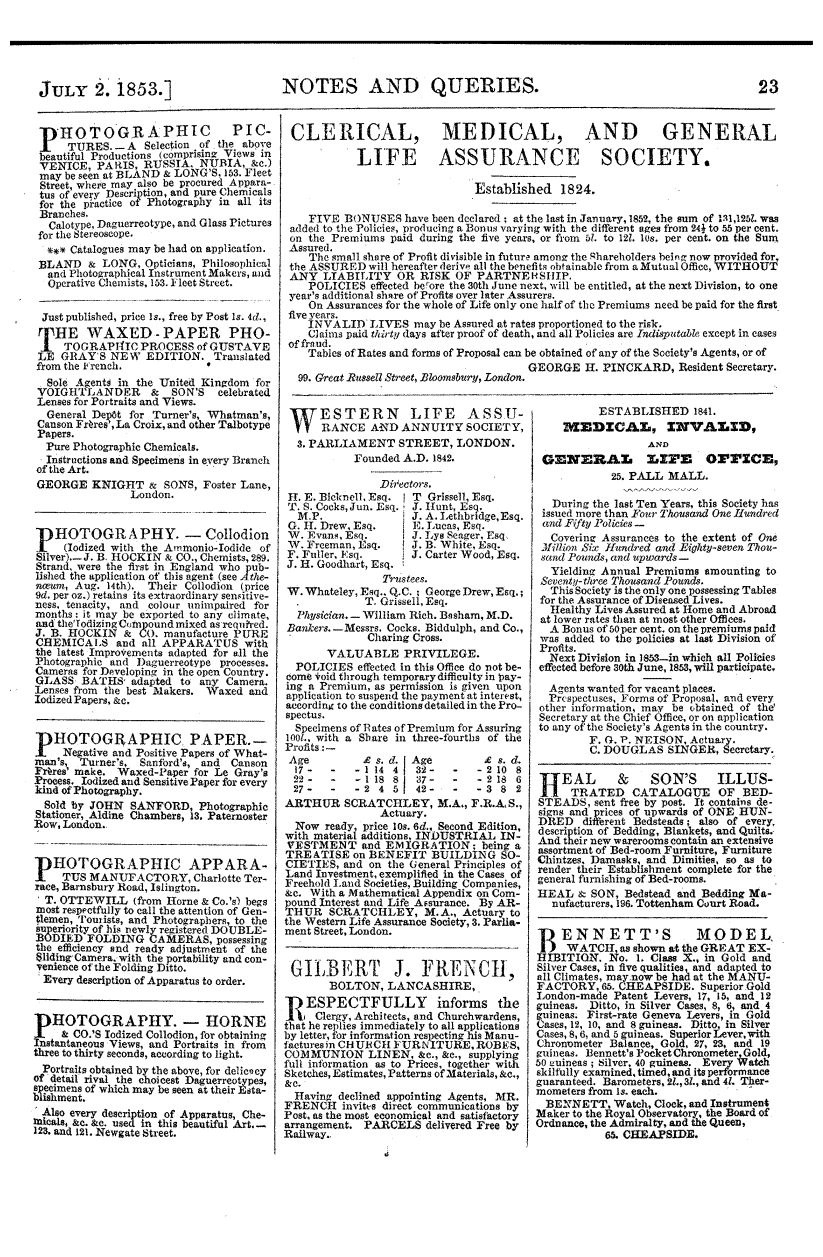 JULY 2. 1853.] NOTES AND QUERIES. 23
PHOTOGRAPHIC PIC-
TURES.—A Selection of the above
beautiful Productions (comprising Views in
VENICE, PARIS, RUSSIA, NUBIA, &c.)
may be seen at BLAND & LONG'S, 153. Fleet
Street, where may also be procured Appara-
tus of every Description, and pure Chemicals
for the practice of Photography in all its
Branches.
Calotype, Daguerreotype, and Glass Pictures
for the Stereoscope.
*** Catalogues may be had on application.
BLAND & LONG, Opticians, Philosophical
and Photographical Instrument Makers, and
Operative Chemists, 153. Fleet Street.
Just published, price 1s., free by Post 1s. 4d.,
THE WAXED-PAPER PHO-
TOGRAPHIC PROCESS of GUSTAVE
LE GRAY'S NEW EDITION. Translated
from the French.
Sole Agents in the United Kingdom for
VOIGHTLANDER & SON'S celebrated
Lenses for Portraits and Views.
General Depôt for Turner's, Whatman's,
Canson Frères', La Croix, and other Talbotype
Papers.
Pure Photographic Chemicals.
Instructions and Specimens in every Branch
of the Art.
GEORGE KNIGHT & SONS, Foster Lane,
London.
PHOTOGRAPHY. — Collodion
(Iodized with the Ammonio-Iodide of
Silver).—J. B. HOCKIN & CO., Chemists, 289.
Strand, were the first in England who pub-
lished the application of this agent (see Athe-
næum, Aug. 14th). Their Collodion (price
9d. per oz.) retains its extraordinary sensitive-
ness, tenacity, and colour unimpaired for
months: it may be exported to any climate,
and the Iodizing Compound mixed as required.
J. B. HOCKIN & CO. manufacture PURE
CHEMICALS and all APPARATUS with
the latest Improvements adapted for all the
Photographic and Daguerreotype processes.
Cameras for Developing in the open Country.
GLASS BATHS adapted to any Camera.
Lenses from the best Makers. Waxed and
Iodized Papers, &c.
PHOTOGRAPHIC PAPER.—
Negative and Positive Papers of What-
man's, Turner's, Sanford's, and Canson
Frères' make. Waxed-Paper for Le Gray's
Process. Iodized and Sensitive Paper for every
kind of Photography.
Sold by JOHN SANFORD, Photographic
Stationer, Aldine Chambers, 13. Paternoster
Row, London.
PHOTOGRAPHIC APPARA-
TUS MANUFACTORY, Charlotte Ter-
race, Barnsbury Road, Islington.
T. OTTEWILL (from Horne & Co.'s) begs
most respectfully to call the attention of Gen-
tlemen, Tourists, and Photographers, to the
superiority of his newly registered DOUBLE-
BODIED FOLDING CAMERAS, possessing
the efficiency and ready adjustment of the
Sliding Camera, with the portability and con-
venience of the Folding Ditto.
Every description of Apparatus to order.
PHOTOGRAPHY. — HORNE
& CO.'S Iodized Collodion, for obtaining
Instantaneous Views, and Portraits in from
three to thirty seconds, according to light.
Portraits obtained by the above, for delicacy
of detail rival the choicest Daguerreotypes,
specimens of which may be seen at their Esta-
blishment.
Also every description of Apparatus, Che-
micals, &c. &c. used in this beautiful Art.—
123. and 121. Newgate Street.
CLERICAL, MEDICAL, AND GENERAL
LIFE ASSURANCE SOCIETY.
Established 1824.
FIVE BONUSES have been declared; at the last in January, 1852, the sum of 131,125l. was
added to the Policies, producing a Bonus varying with the different ages from 24½ to 55 per cent.
on the Premiums paid during the five years, or from 5l. to 12l. 10s. per cent. on the Sum
Assured.
The small share of Profit divisible in future among the Shareholders being now provided for,
the ASSURED will hereafter derive all the benefits obtainable from a Mutual Office, WITHOUT
ANY LIABILITY OR RISK OF PARTNERSHIP.
POLICIES effected before the 30th June next, will be entitled, at the next Division, to one
year's additional share of Profits over later Assurers.
On Assurances for the whole of Life only one half of the Premiums need be paid for the first
five years.
INVALID LIVES may be Assured at rates proportioned to the risk.
Claims paid thirty days after proof of death, and all Policies are Indisputable except in cases
of fraud.
Tables of Rates and forms of Proposal can be obtained of any of the Society's Agents, or of
GEORGE H. PINCKARD, Resident Secretary.
99. Great Russell Street, Bloomsbury, London.
WESTERN LIFE ASSU-
RANCE AND ANNUITY SOCIETY,
3. PARLIAMENT STREET, LONDON.
Founded A.D. 1842.
Directors.
H. E. Bicknell, Esq. | T Grissell, Esq.
T. S. Cocks, Jun. Esq. | J. Hunt, Esq.
M.P. | J. A. Lethbridge, Esq.
G. H. Drew, Esq. | E. Lucas, Esq.
W. Evans, Esq. | J. Lys Seager, Esq.
W. Freeman, Esq. | J. B. White, Esq.
F. Fuller, Esq. | J. Carter Wood, Esq.
J. H. Goodhart, Esq.
Trustees.
W. Whateley, Esq., Q.C. ; George Drew, Esq.;
T. Grissell, Esq.
Physician.—William Rich. Basham, M.D.
Bankers.—Messrs. Cocks, Biddulph, and Co.,
Charing Cross.
VALUABLE PRIVILEGE.
POLICIES effected in this Office do not be-
come void through temporary difficulty in pay-
ing a Premium, as permission is given upon
application to suspend the payment at interest,
according to the conditions detailed in the Pro-
spectus.
Specimens of Rates of Premium for Assuring
100l., with a Share in three-fourths of the
Profits:—
Age £ s. d. | Age £ s. d.
17 - - - 1 14 4 | 32 - - - 2 10 8
22 - - - 1 18 8 | 37 - - - 2 18 6
27 - - - 2 4 5 | 42 - - - 3 8 2
ARTHUR SCRATCHLEY, M.A., F.R.A.S.,
Actuary.
Now ready, price 10s. 6d., Second Edition,
with material additions, INDUSTRIAL IN-
VESTMENT and EMIGRATION; being a
TREATISE on BENEFIT BUILDING SO-
CIETIES, and on the General Principles of
Land Investment, exemplified in the Cases of
Freehold Land Societies, Building Companies,
&c. With a Mathematical Appendix on Com-
pound Interest and Life Assurance. By AR-
THUR SCRATCHLEY, M. A., Actuary to
the Western Life Assurance Society, 3. Parlia-
ment Street, London.
GILBERT J. FRENCH,
BOLTON, LANCASHIRE,
RESPECTFULLY informs the
Clergy, Architects, and Churchwardens,
that he replies immediately to all applications
by letter, for information respecting his Manu-
factures in CHURCH FURNITURE, ROBES,
COMMUNION LINEN, &c., &c., supplying
full information as to Prices, together with
Sketches, Estimates, Patterns of Materials, &c.,
&c.
Having declined appointing Agents, MR.
FRENCH invites direct communications by
Post, as the most economical and satisfactory
arrangement. PARCELS delivered Free by
Railway.
ESTABLISHED 1841.
MEDICAL, INVALID,
AND
GENERAL LIFE OFFICE,
25. PALL MALL.
During the last Ten Years, this Society has
issued more than Four Thousand One Hundred
and Fifty Policies—
Covering Assurances to the extent of One
Million Six Hundred and Eighty-seven Thou-
sand Pounds, and upwards—
Yielding Annual Premiums amounting to
Seventy-three Thousand Pounds.
This Society is the only one possessing Tables
for the Assurance of Diseased Lives.
Healthy Lives Assured at Home and Abroad
at lower rates than at most other Offices.
A Bonus of 50 per cent. on the premiums paid
was added to the policies at last Division of
Profits.
Next Division in 1853—in which all Policies
effected before 30th June, 1853, will participate.
Agents wanted for vacant places.
Prospectuses, Forms of Proposal, and every
other information, may be obtained of the
Secretary at the Chief Office, or on application
to any of the Society's Agents in the country.
F. G. P. NEISON, Actuary.
C. DOUGLAS SINGER, Secretary.
HEAL & SON'S ILLUS-
TRATED CATALOGUE OF BED-
STEADS, sent free by post. It contains de-
signs and prices of upwards of ONE HUN-
DRED different Bedsteads; also of every
description of Bedding, Blankets, and Quilts.
And their new warerooms contain an extensive
assortment of Bed-room Furniture, Furniture
Chintzes, Damasks, and Dimities, so as to
render their Establishment complete for the
general furnishing of Bed-rooms.
HEAL & SON, Bedstead and Bedding Ma-
nufacturers, 196. Tottenham Court Road.
BENNETT'S MODEL
WATCH, as shown at the GREAT EX-
HIBITION. No. 1. Class X., in Gold and
Silver Cases, in five qualities, and adapted to
all Climates, may now be had at the MANU-
FACTORY, 65. CHEAPSIDE. Superior Gold
London-made Patent Levers, 17, 15, and 12
guineas. Ditto, in Silver Cases, 8, 6, and 4
guineas. First-rate Geneva Levers, in Gold
Cases, 12, 10, and 8 guineas. Ditto, in Silver
Cases, 8, 6, and 5 guineas. Superior Lever, with
Chronometer Balance, Gold, 27, 23, and 19
guineas. Bennett's Pocket Chronometer, Gold,
50 guineas; Silver, 40 guineas. Every Watch
skilfully examined, timed, and its performance
guaranteed. Barometers, 2l., 3l., and 4l. Ther-
mometers from 1s. each.
BENNETT, Watch, Clock, and Instrument
Maker to the Royal Observatory, the Board of
Ordnance, the Admiralty, and the Queen,
65. CHEAPSIDE.